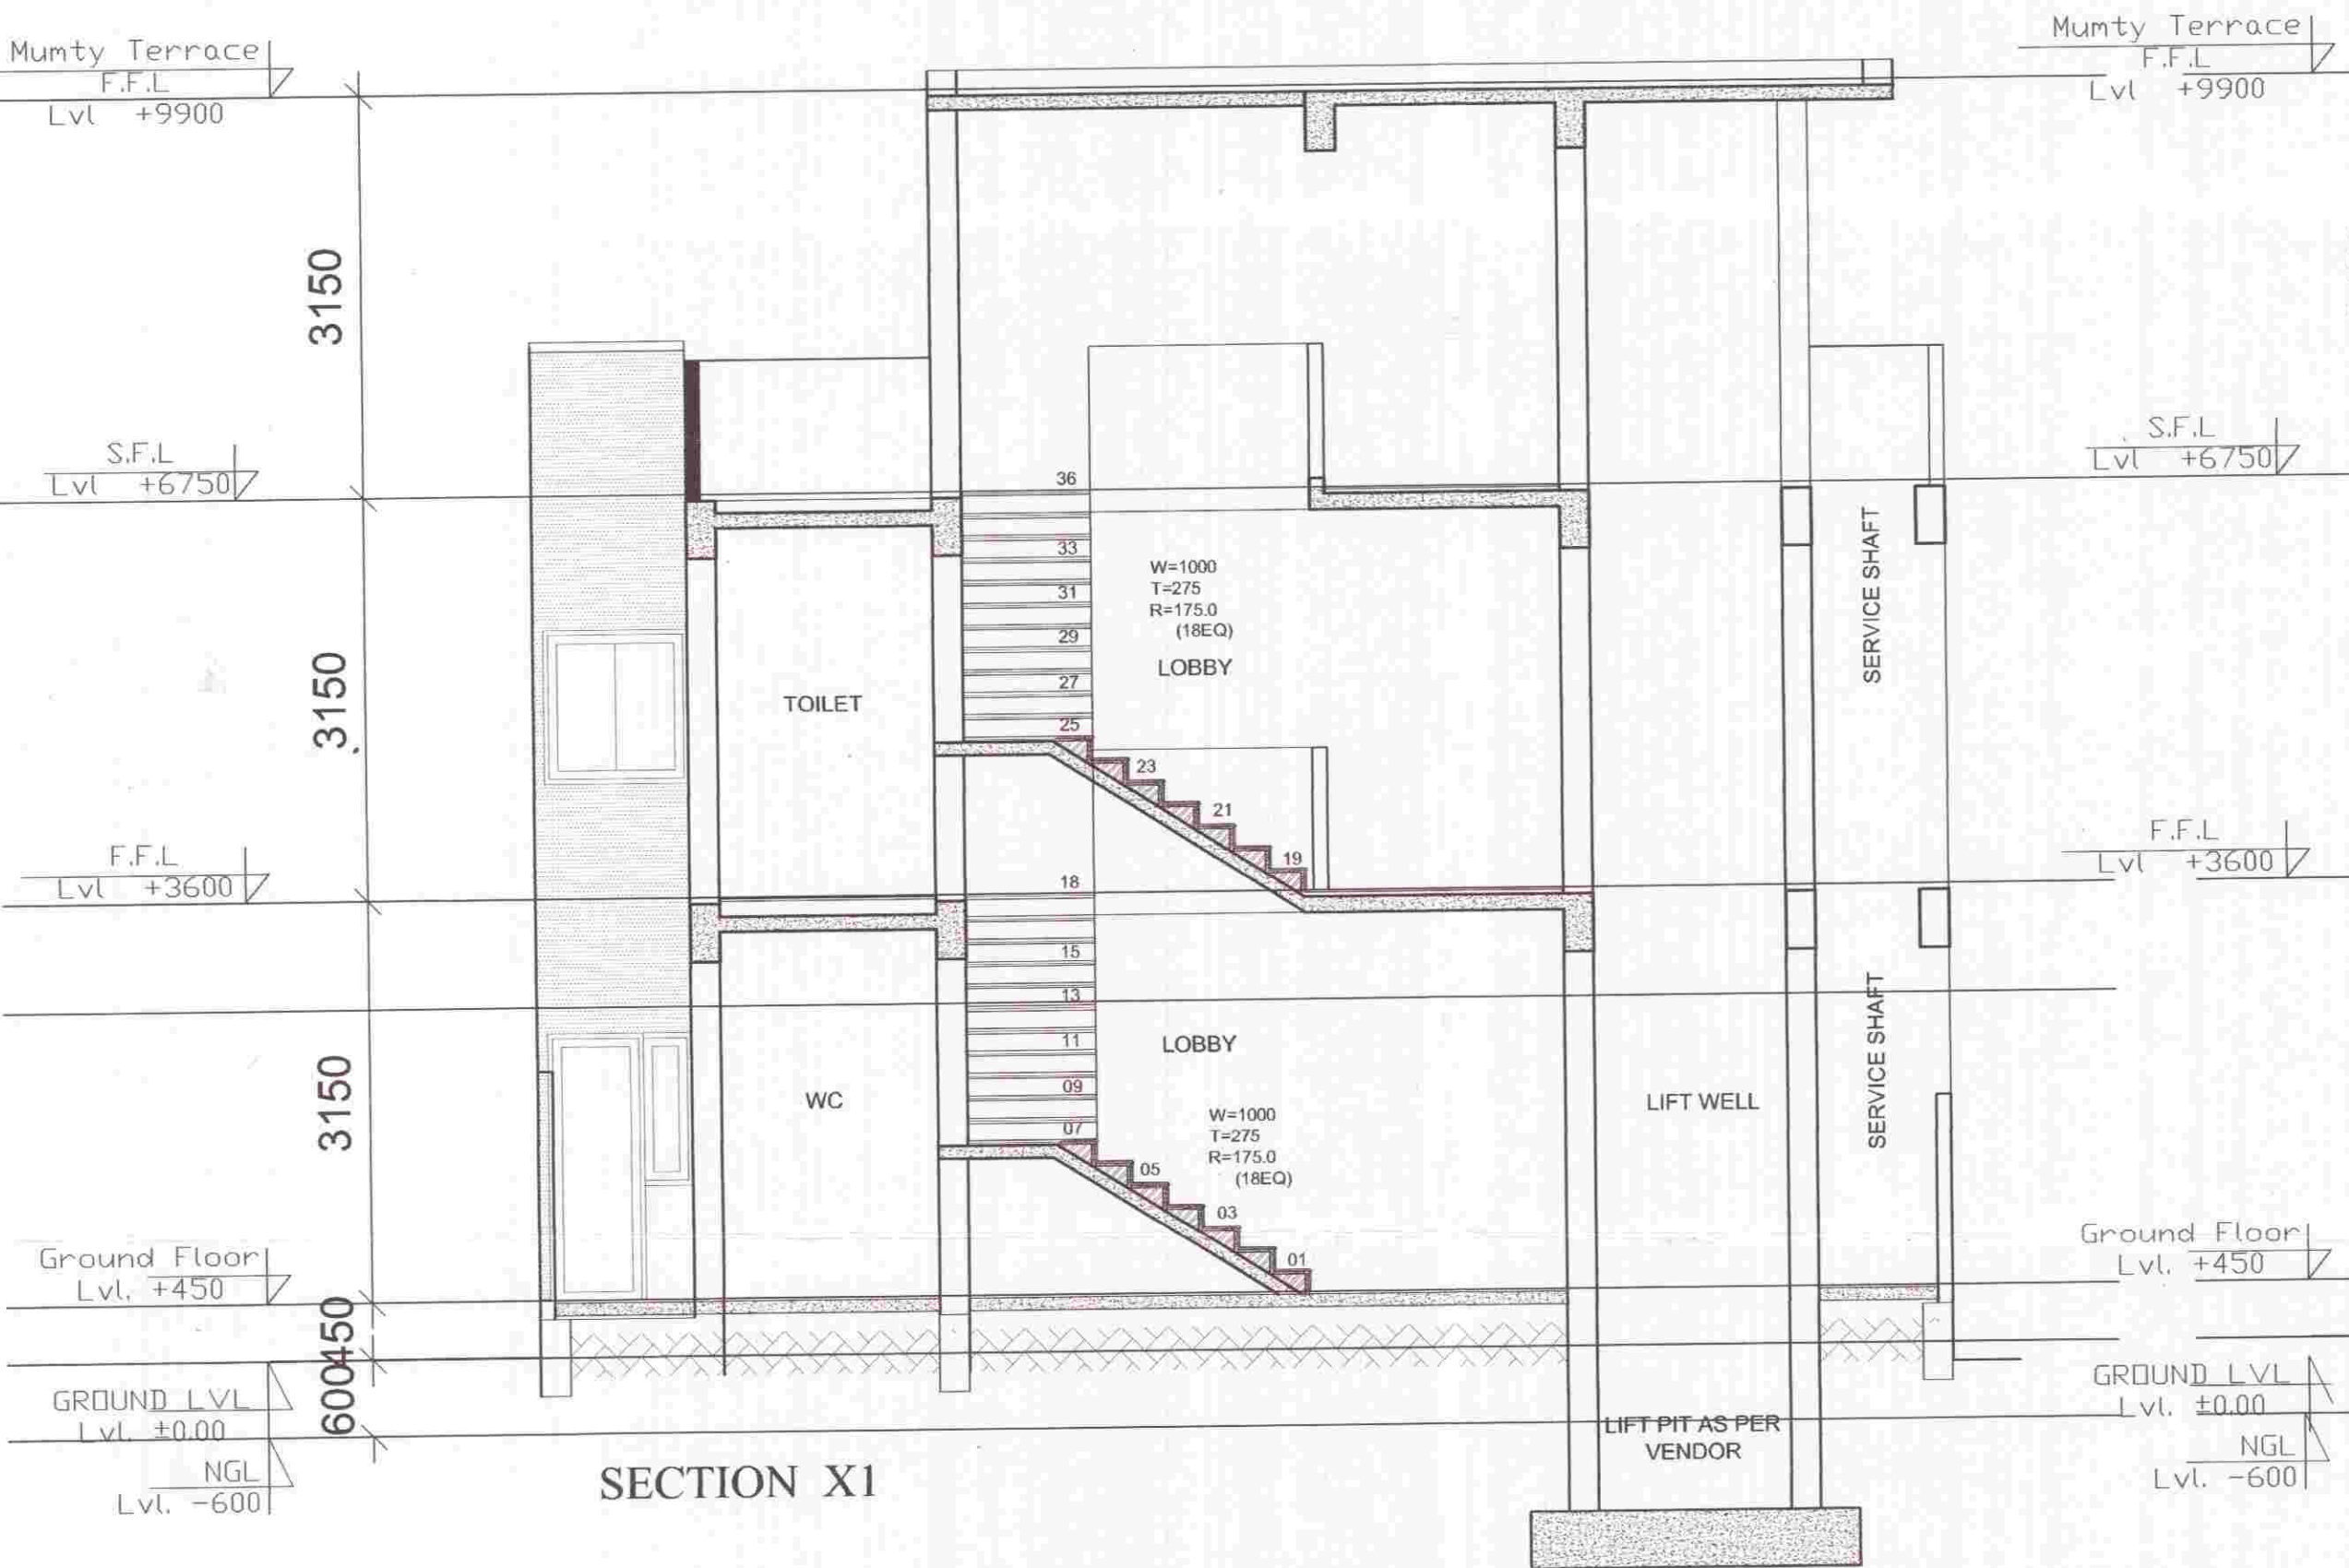 Mumty Terrace
F.F.L
Lvl +9900
Mumty Terrace
F.F.L
Lvl +9900
3150
S.F.L
Lvl +6750
S.F.L
Lvl +6750
36
33
31
29
27
25
23
21
19
18
W=1000
T=275
R=175.0
(18EQ)
LOBBY
TOILET
SERVICE SHAFT
3150
F.F.L
Lvl +3600
F.F.L
Lvl +3600
15
13
11
09
07
05
03
01
LOBBY
W=1000
T=275
R=175.0
(18EQ)
WC
LIFT WELL
SERVICE SHAFT
3150
Ground Floor
Lvl. +450
Ground Floor
Lvl. +450
450
600
GROUND LVL
Lvl. ±0.00
GROUND LVL
Lvl. ±0.00
NGL
Lvl. -600
NGL
Lvl. -600
LIFT PIT AS PER
VENDOR
SECTION X1